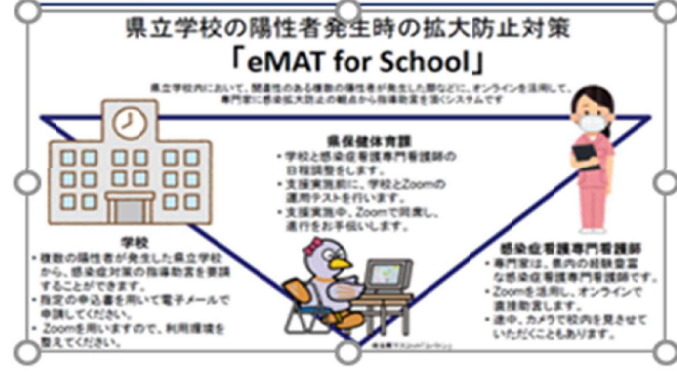 県立学校の陽性者発生時の拡大防止対策
「eMAT for School」
県立学校内において、関連性のある複数の陽性者が発生した際などに、オンラインを活用して、
専門家に感染拡大防止の観点から指導助言を頂くシステムです
県保健体育課
・学校と感染症看護専門看護師の
日程調整をします。
・支援実施前に、学校とZoomの
運用テストを行います。
・支援実施中、Zoomで同席し、
進行をお手伝いします。
学校
・複数の陽性者が発生した県立学校
から、感染症対策の指導助言を要請
することができます。
・指定の申込書を用いて電子メールで
申請してください。
・Zoomを用いますので、利用環境を
整えてください。
感染症看護専門看護師
・専門家は、県内の経験豊富
な感染症看護専門看護師です。
・Zoomを活用し、オンラインで
直接助言します。
・途中、カメラで校内を見させて
いただくこともあります。
埼玉県マスコット「コバトン」